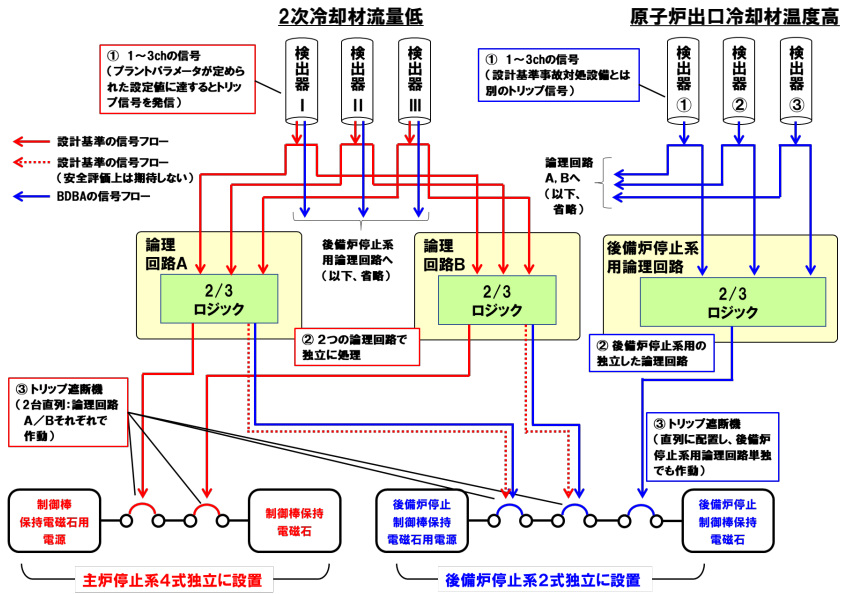 2次冷却材流量低
原子炉出口冷却材温度高
① 1～3chの信号
（プラントパラメータが定めら
れた設定値に達するとトリッ
プ信号を発信）
検出器Ⅰ
検出器Ⅱ
検出器Ⅲ
① 1～3chの信号
（設計基準事故対処設備とは
別のトリップ信号）
検出器①
検出器②
検出器③
設計基準の信号フロー
設計基準の信号フロー
（安全評価上は期待しない）
BDBAの信号フロー
論理回路
A，Bへ
（以下、
省略）
後備炉停止系
用論理回路へ
（以下、省略）
論理
回路A
2/3
ロジック
論理
回路B
2/3
ロジック
後備炉停止系
用論理回路
2/3
ロジック
② 2つの論理回路で
独立に処理
② 後備炉停止系用の
独立した論理回路
③ トリップ遮断機
（2台直列：論理回路
A／Bそれぞれで
作動）
③ トリップ遮断機
（直列に配置し、後備炉
停止系用論理回路単独
でも作動）
制御棒
保持電磁石用
電源
制御棒保持
電磁石
後備炉停止
制御棒保持
電磁石用電源
後備炉停止
制御棒保持
電磁石
主炉停止系4式独立に設置
後備炉停止系2式独立に設置